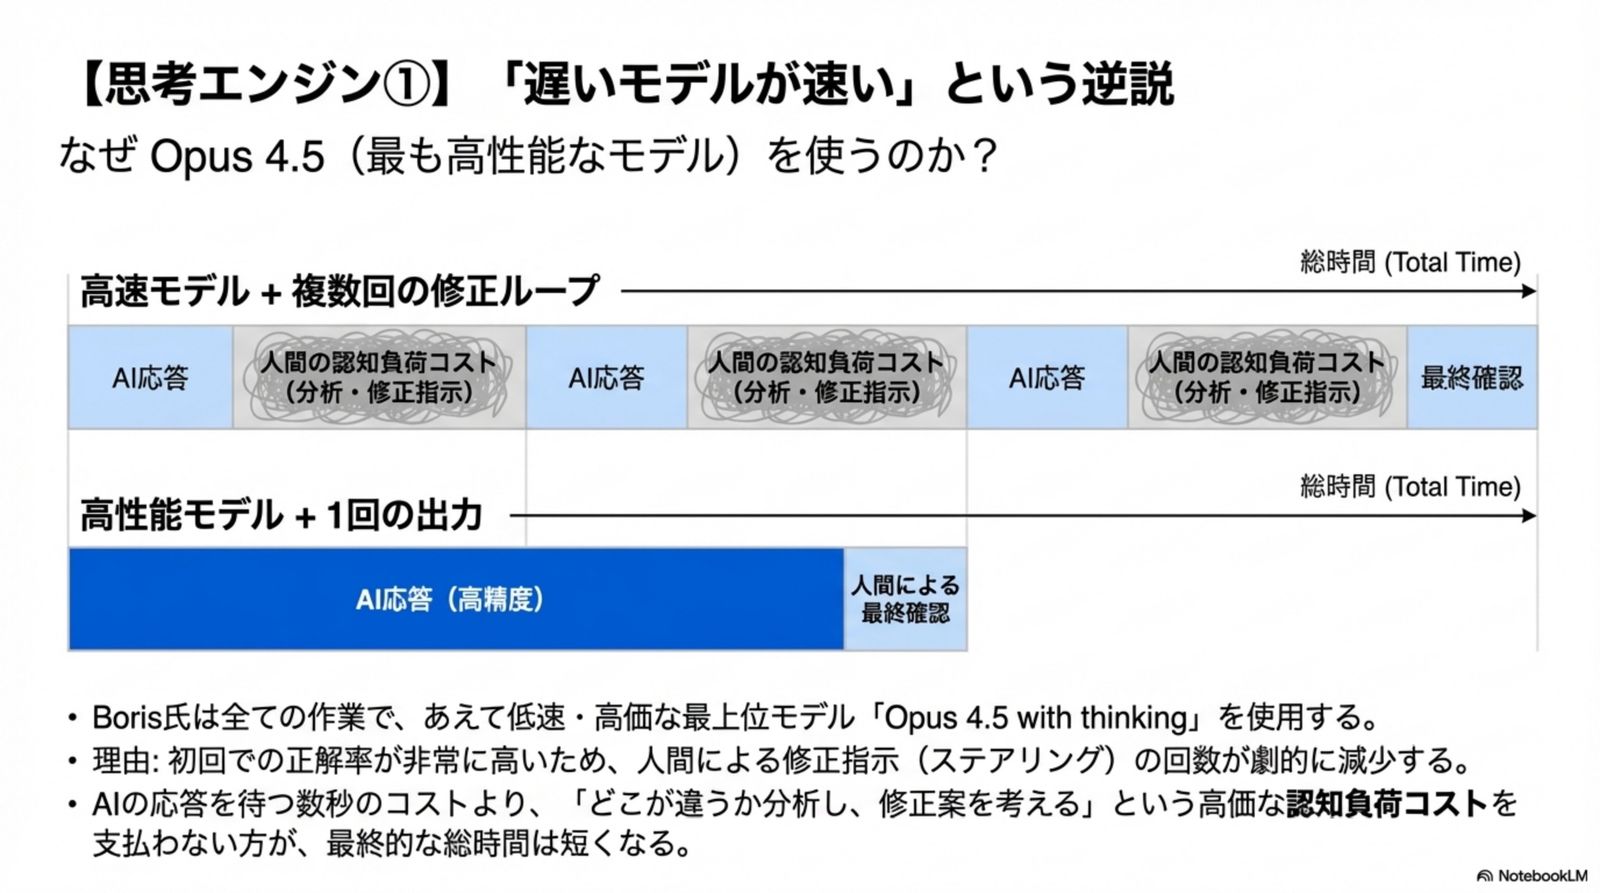 【思考エンジン①】「遅いモデルが速い」という逆説
なぜ Opus 4.5（最も高性能なモデル）を使うのか？
総時間 (Total Time)
高速モデル + 複数回の修正ループ
AI応答
人間の認知負荷コスト
（分析・修正指示）
AI応答
人間の認知負荷コスト
（分析・修正指示）
AI応答
人間の認知負荷コスト
（分析・修正指示）
最終確認
総時間 (Total Time)
高性能モデル + 1回の出力
AI応答（高精度）
人間による
最終確認
• Boris氏は全ての作業で、あえて低速・高価な最上位モデル「Opus 4.5 with thinking」を使用する。
• 理由: 初回での正解率が非常に高いため、人間による修正指示（ステアリング）の回数が劇的に減少する。
• AIの応答を待つ数秒のコストより、「どこが違うか分析し、修正案を考える」という高価な認知負荷コストを
支払わない方が、最終的な総時間は短くなる。
NotebookLM